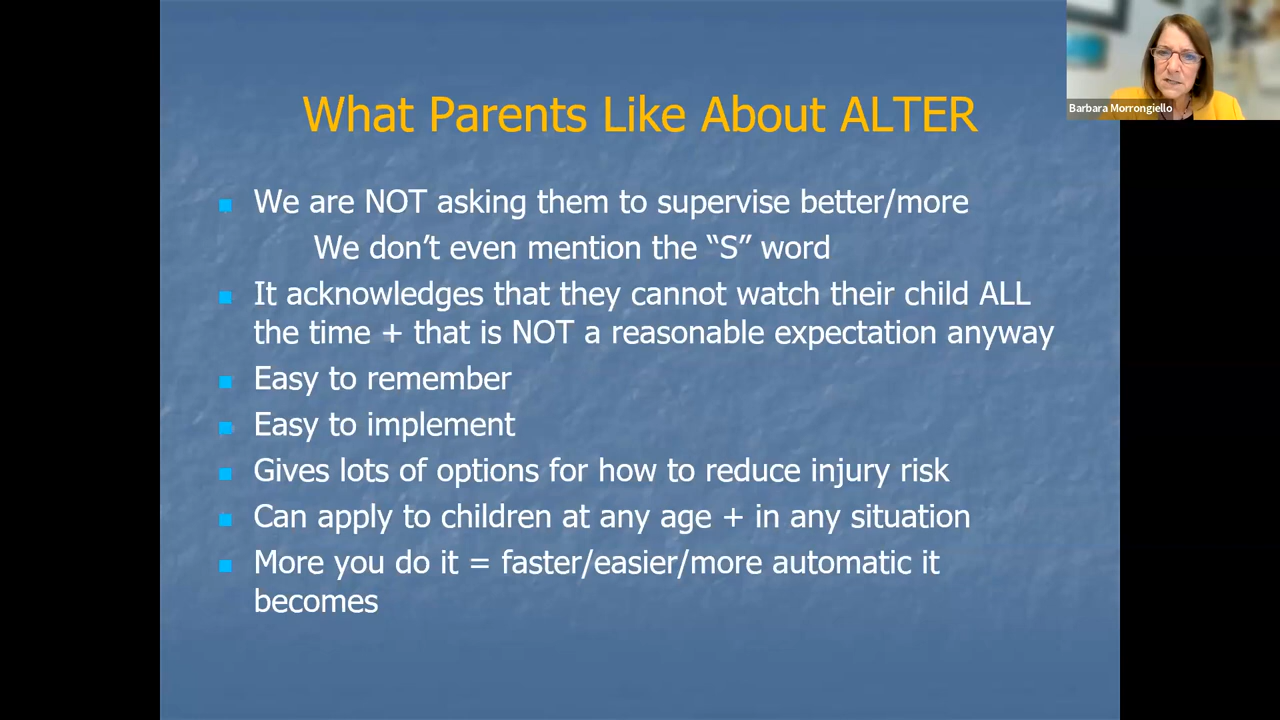 What Parents Like About ALTER
We are NOT asking them to supervise better/more
We don’t even mention the “S” word
It acknowledges that they cannot watch their child ALL
the time + that is NOT a reasonable expectation anyway
Easy to remember
Easy to implement
Gives lots of options for how to reduce injury risk
Can apply to children at any age + in any situation
More you do it = faster/easier/more automatic it
becomes
Barbara Morrongiello